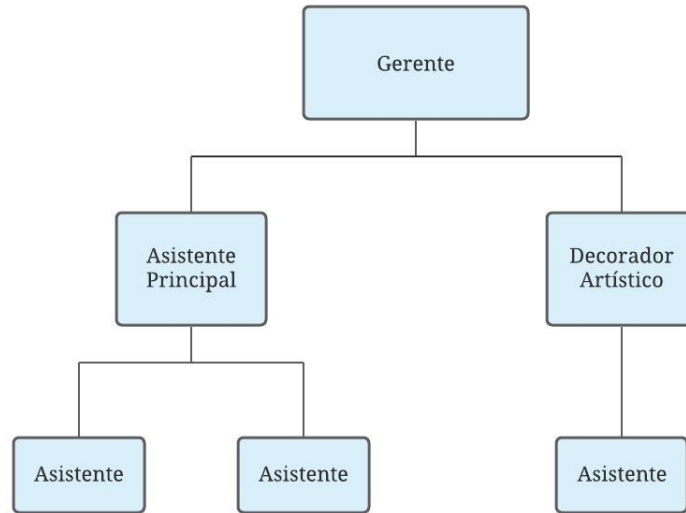 Gerente
Asistente
Principal
Decorador
Artístico
Asistente
Asistente
Asistente